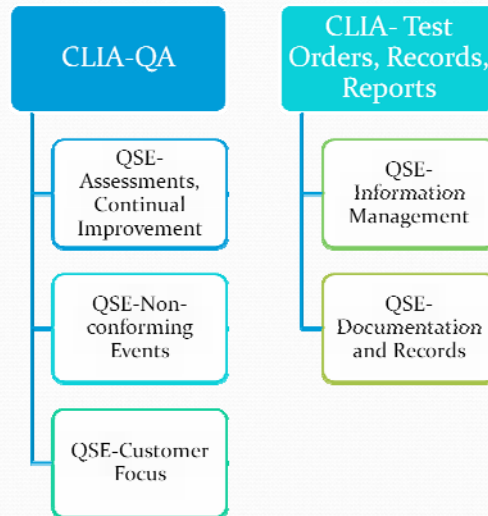 CLIA-QA
QSE-
Assessments,
Continual
Improvement
QSE-Non-
conforming
Events
QSE-Customer
Focus
CLIA- Test
Orders, Records,
Reports
QSE-
Information
Management
QSE-
Documentation
and Records